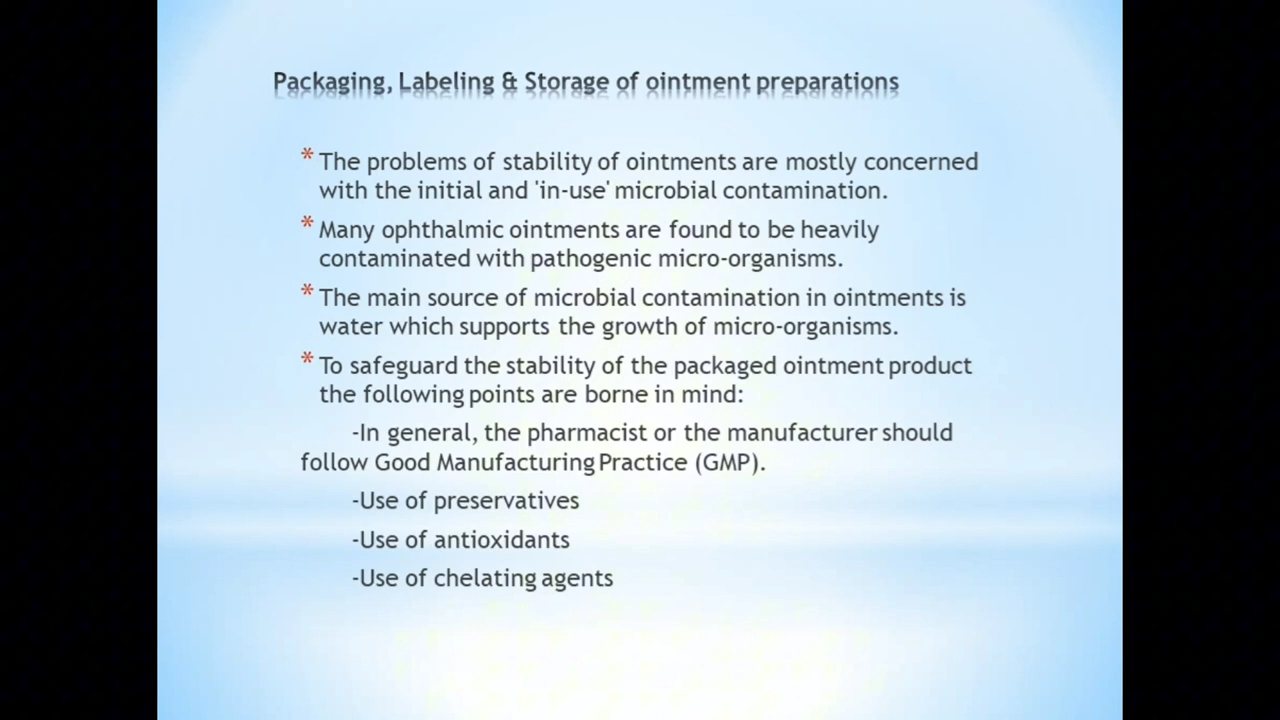 Packaging, Labeling & Storage of ointment preparations
* The problems of stability of ointments are mostly concerned
with the initial and 'in-use' microbial contamination.
* Many ophthalmic ointments are found to be heavily
contaminated with pathogenic micro-organisms.
* The main source of microbial contamination in ointments is
water which supports the growth of micro-organisms.
* To safeguard the stability of the packaged ointment product
the following points are borne in mind:
-In general, the pharmacist or the manufacturer should
follow Good Manufacturing Practice (GMP).
-Use of preservatives
-Use of antioxidants
-Use of chelating agents